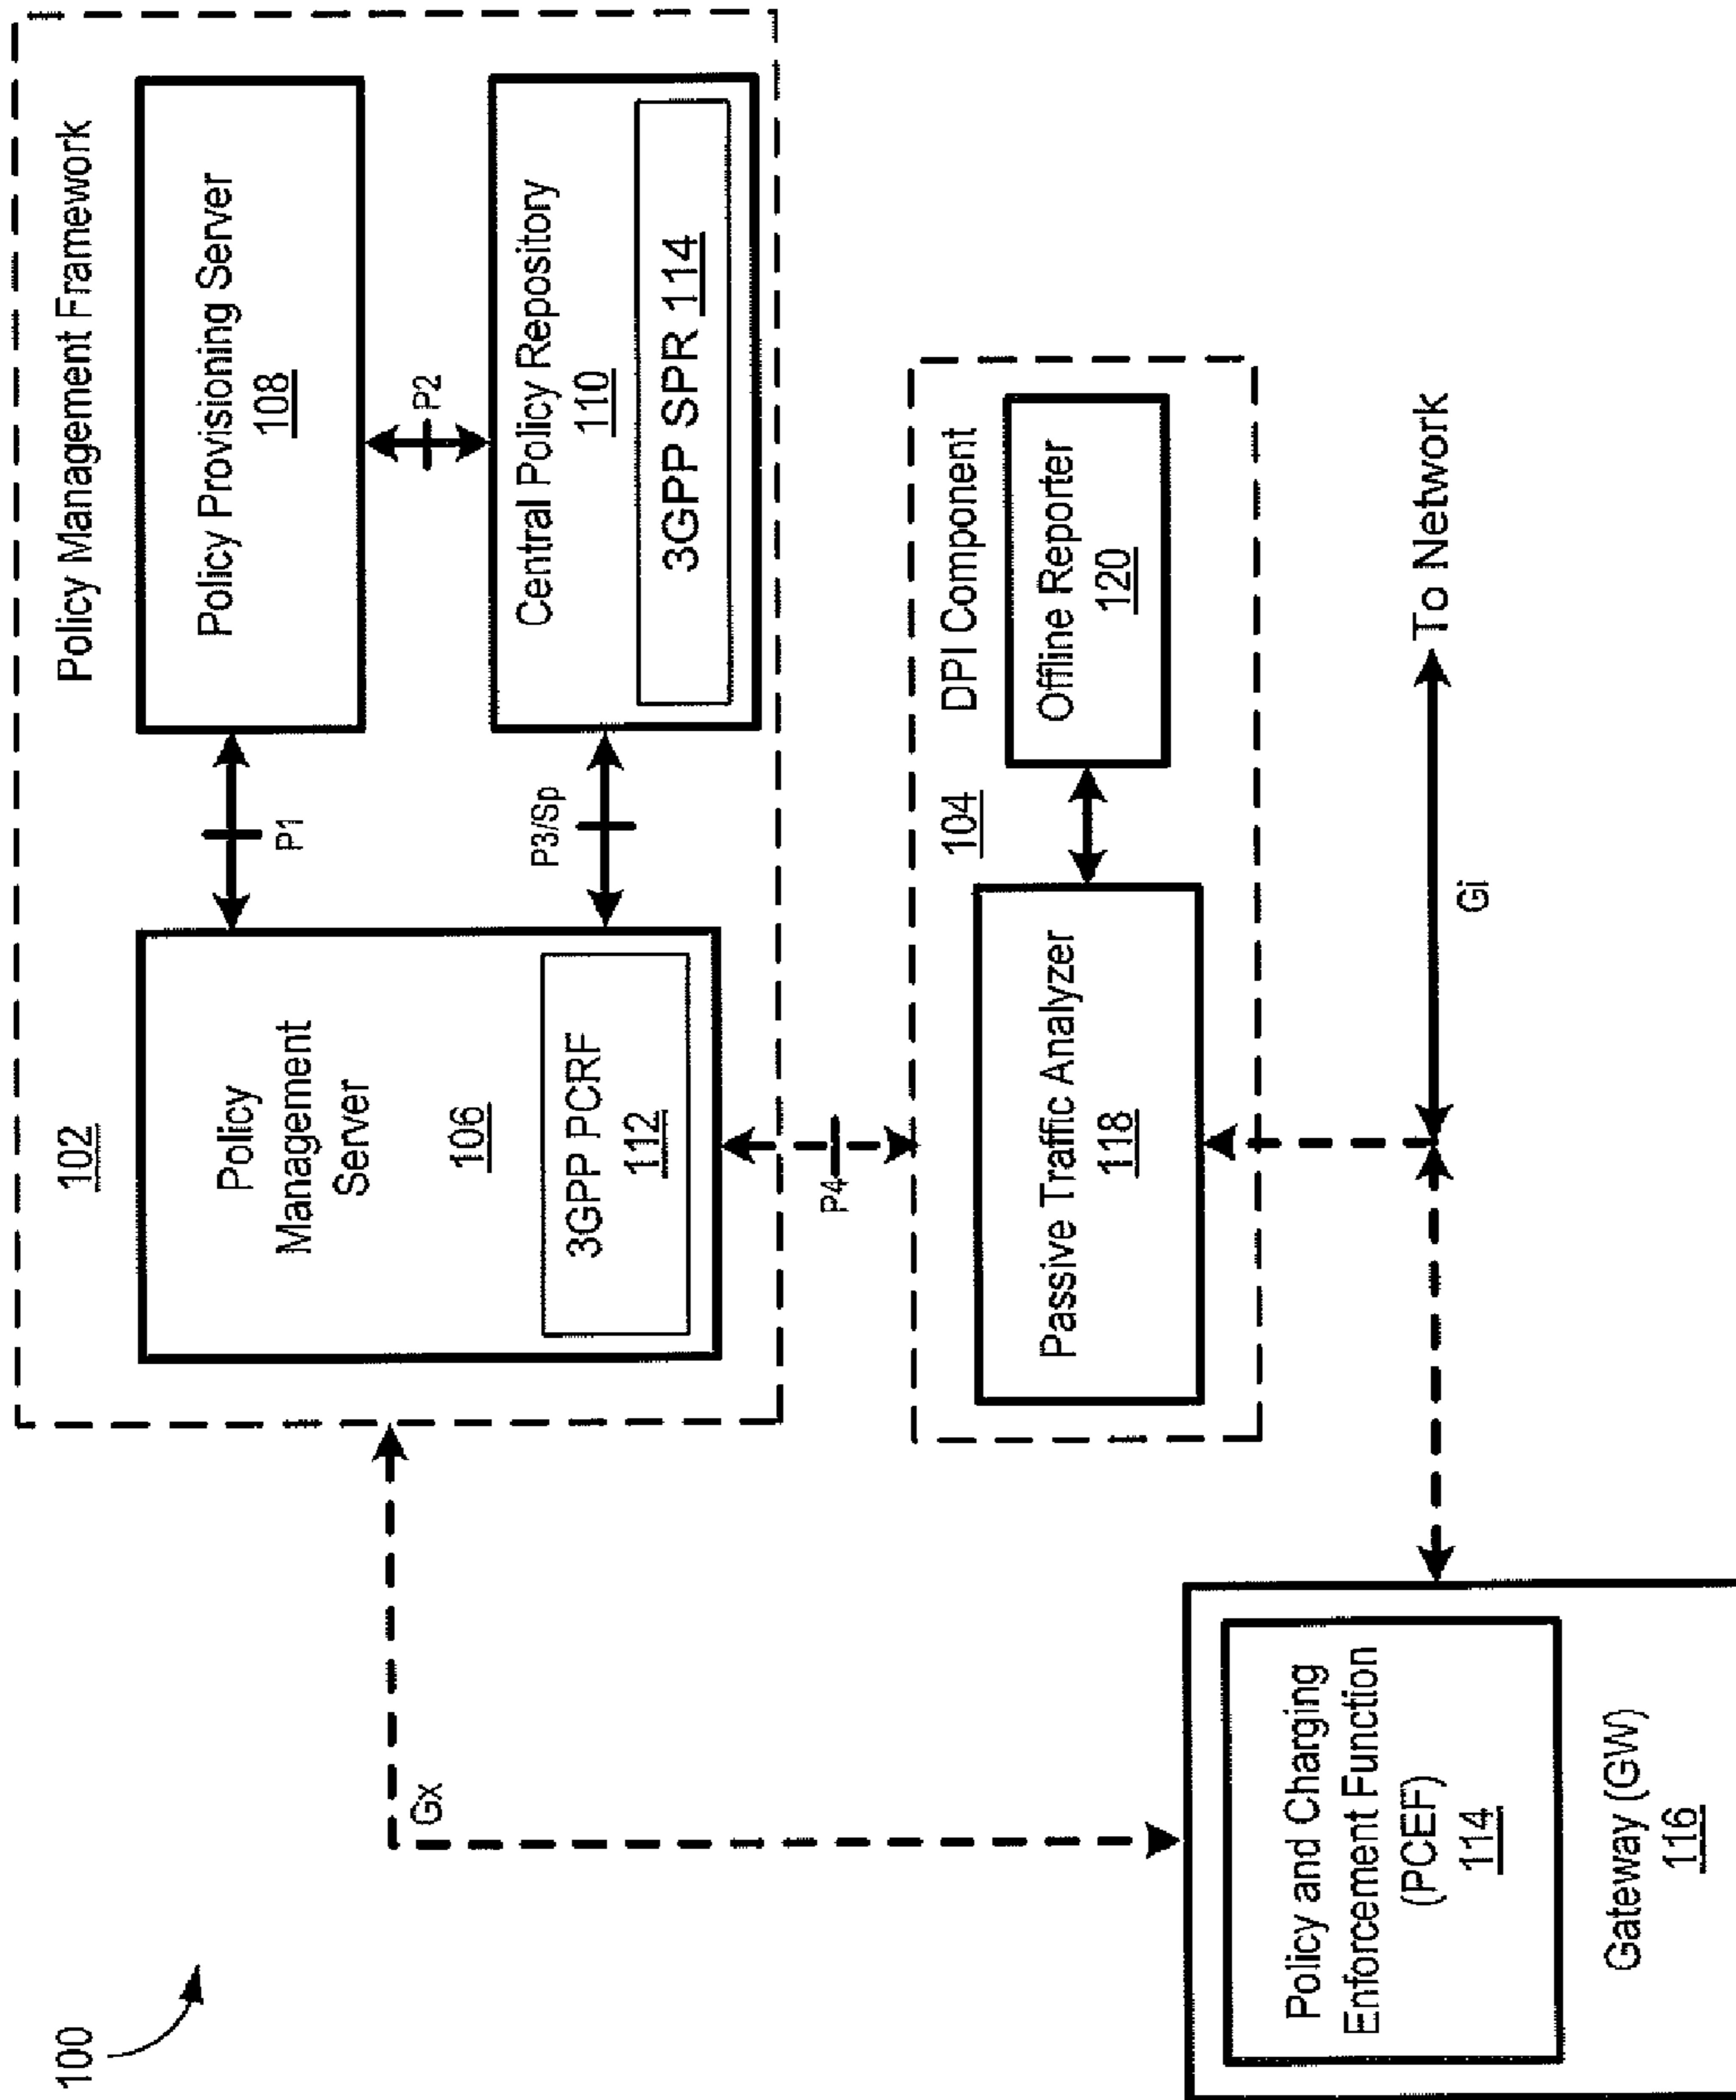 100
102
Policy Management Framework
Policy
Management
Server
106
3GPP PCRF
112
P1
Policy Provisioning Server
108
P2
P3/Sp
Central Policy Repository
110
3GPP SPR 114
Gx
P4
104
DPI Component
Passive Traffic Analyzer
118
Offline Reporter
120
Policy and Charging
Enforcement Function
(PCEF)
114
Gateway (GW)
116
Gi
To Network